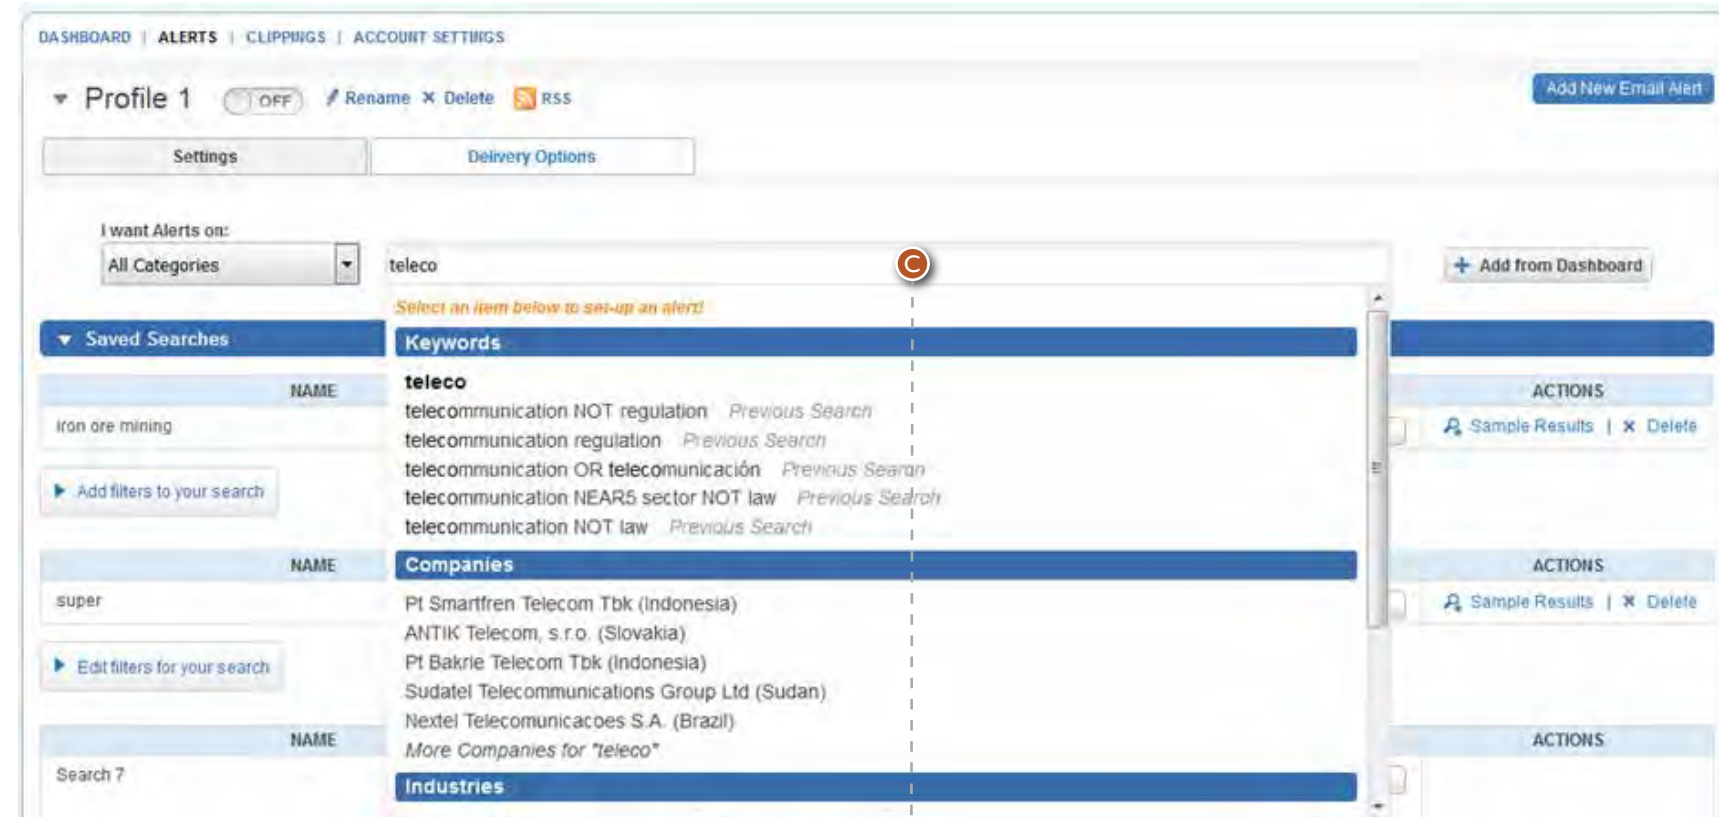 DASHBOARD | ALERTS | CLIPPINGS | ACCOUNT SETTINGS
Profile 1 OFF Rename Delete RSS
Add New Email Alert
Settings Delivery Options
I want Alerts on:
All Categories teleco C Add from Dashboard
Select an item below to set-up an alert!
Saved Searches
Keywords
NAME
ACTIONS
teleco
telecommunication NOT regulation Previous Search
iron ore mining
Sample Results | Delete
telecommunication regulation Previous Search
telecommunication OR telecomunicación Previous Search
Add filters to your search
telecommunication NEAR5 sector NOT law Previous Search
telecommunication NOT law Previous Search
NAME
Companies
ACTIONS
super
Pt Smartfren Telecom Tbk (Indonesia)
Sample Results | Delete
ANTIK Telecom, s.r.o. (Slovakia)
Edit filters for your search
Pt Bakrie Telecom Tbk (Indonesia)
Sudatel Telecommunications Group Ltd (Sudan)
Nextel Telecomunicacoes S.A. (Brazil)
NAME
ACTIONS
More Companies for "teleco"
Search 7
Industries